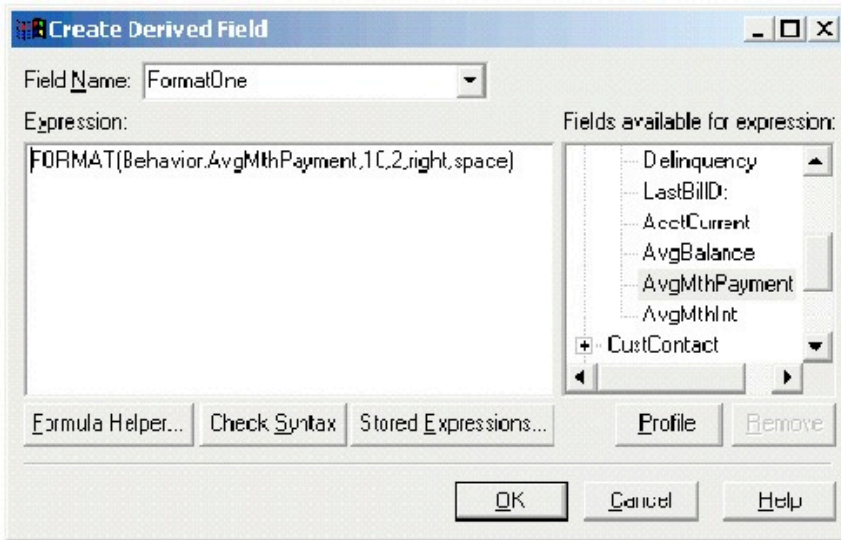 Create Derived Field
Field Name: FormatOne
Expression:
Fields available for expression:
FORMAT(Behavior.AvgMthPayment,10,2,right,space)
Delinquency
LastBillD:
AcctCurrent
AvgBalance
AvgMthPayment
AvgMthInt
CustContact
Formula Helper...
Check Syntax
Stored Expressions...
Profile
Remove
OK
Cancel
Help